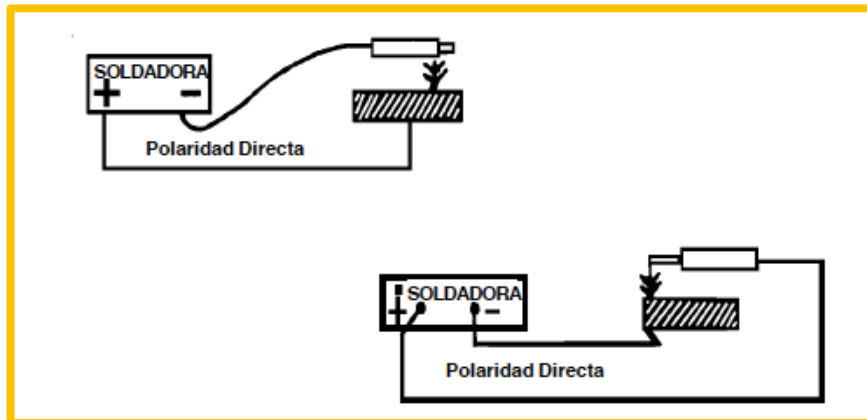 SOLDADORA
+ -
Polaridad Directa
SOLDADORA
+ -
Polaridad Directa